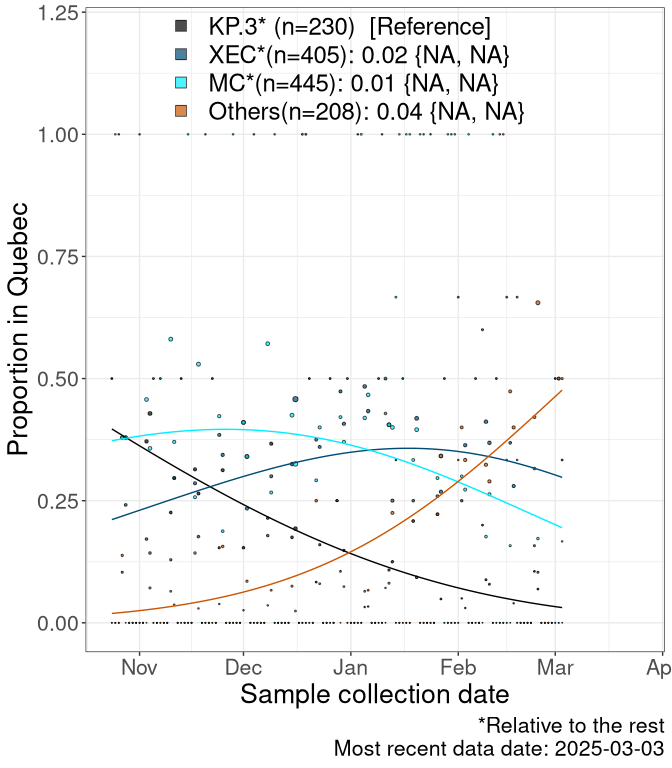 KP.3* (n=230)  [Reference]
XEC*(n=405): 0.02 {NA, NA}
MC*(n=445): 0.01 {NA, NA}
Others(n=208): 0.04 {NA, NA}
1.25
1.00
0.75
0.50
0.25
0.00
Proportion in Quebec
Nov Dec Jan Feb Mar Ap
Sample collection date
*Relative to the rest
Most recent data date: 2025-03-03